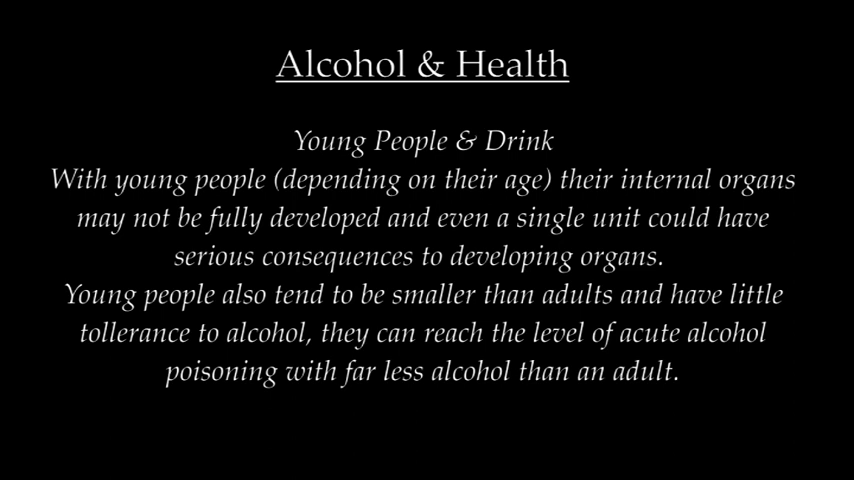 Alcohol & Health
Young People & Drink
With young people (depending on their age) their internal organs
may not be fully developed and even a single unit could have
serious consequences to developing organs.
Young people also tend to be smaller than adults and have little
tollerance to alcohol, they can reach the level of acute alcohol
poisoning with far less alcohol than an adult.